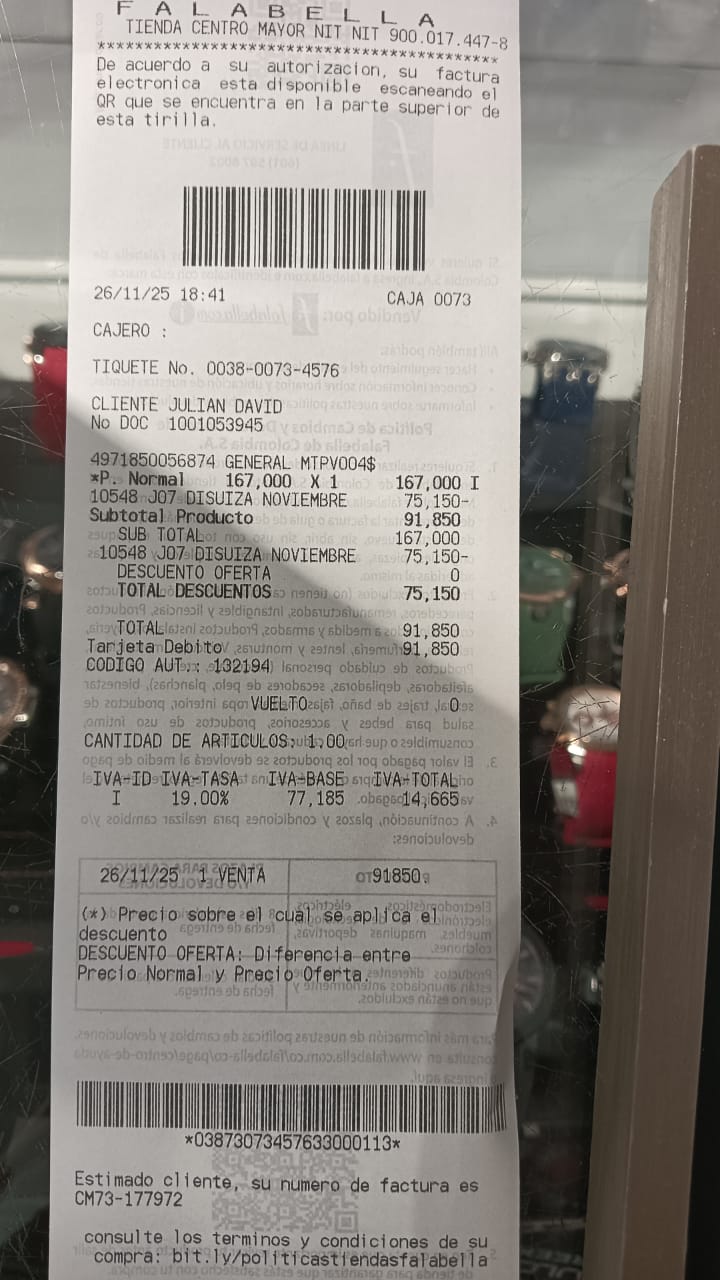 FALABELLA
TIENDA CENTRO MAYOR NIT NIT 900.017.447-8
*******************************************
De acuerdo a su autorizacion, su factura
electronica esta disponible escaneando el
QR que se encuentra en la parte superior de
esta tirilla.
26/11/25 18:41 CAJA 0073
CAJERO :
TIQUETE No. 0038-0073-4576
CLIENTE JULIAN DAVID
No DOC 1001053945
4971850056874 GENERAL MTPV004$
*P. Normal 167,000 X 1 167,000 I
10548 J07 DISUIZA NOVIEMBRE 75,150-
Subtotal Producto 91,850
SUB TOTAL 167,000
10548 J07 DISUIZA NOVIEMBRE 75,150-
DESCUENTO OFERTA 0
TOTAL DESCUENTOS 75,150
TOTAL 91,850
Tarjeta Debito 91,850
CODIGO AUT.: 132194
VUELTO 0
CANTIDAD DE ARTICULOS: 1.00
IVA-ID IVA-TASA IVA-BASE IVA-TOTAL
I 19.00% 77,185 14,665
26/11/25 1 VENTA 91850
(*) Precio sobre el cual se aplica el
descuento
DESCUENTO OFERTA: Diferencia entre
Precio Normal y Precio Oferta.
*03873073457633000113*
Estimado cliente, su numero de factura es
CM73-177972
consulte los terminos y condiciones de su
compra: bit.ly/politicastiendasfalabella